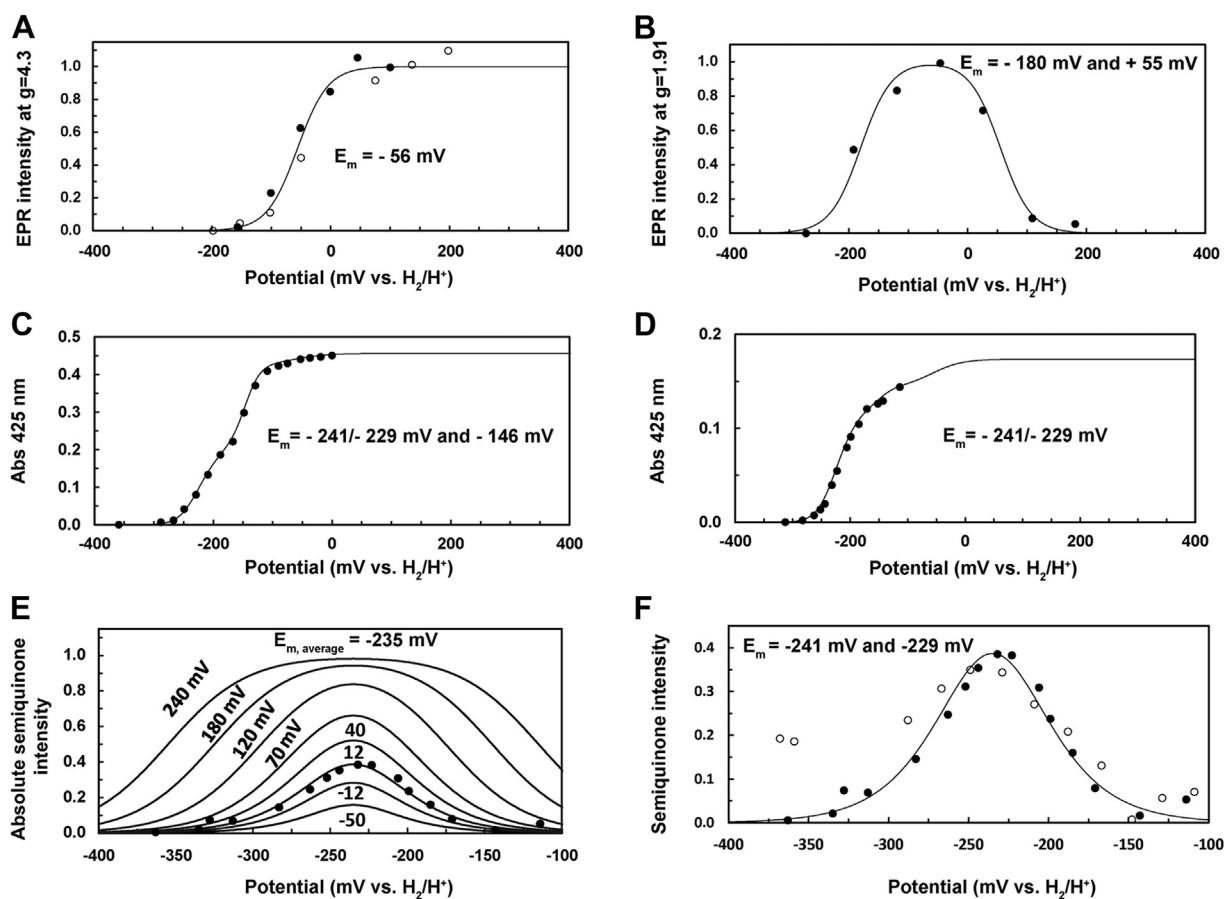 A
EPR intensity at g=4.3
1.0
0.8
0.6
0.4
0.2
0.0
Em = - 56 mV
-400 -200 0 200 400
Potential (mV vs. H2/H+)
B
EPR intensity at g=1.91
1.0
0.8
0.6
0.4
0.2
0.0
Em = - 180 mV and + 55 mV
-400 -200 0 200 400
Potential (mV vs. H2/H+)
C
Abs 425 nm
0.5
0.4
0.3
0.2
0.1
0.0
Em= - 241/- 229 mV and - 146 mV
-400 -200 0 200 400
Potential (mV vs. H2/H+)
D
Abs 425 nm
0.2
0.1
0.0
Em= - 241/- 229 mV
-400 -200 0 200 400
Potential (mV vs. H2/H+)
E
Absolute semiquinone
intensity
1.0
0.8
0.6
0.4
0.2
0.0
Em, average = -235 mV
240 mV
180 mV
120 mV
70 mV
40
12
-12
-50
-400 -350 -300 -250 -200 -150 -100
Potential (mV vs. H2/H+)
F
Semiquinone intensity
0.4
0.3
0.2
0.1
0.0
Em = -241 mV and -229 mV
-400 -350 -300 -250 -200 -150 -100
Potential (mV vs. H2/H+)